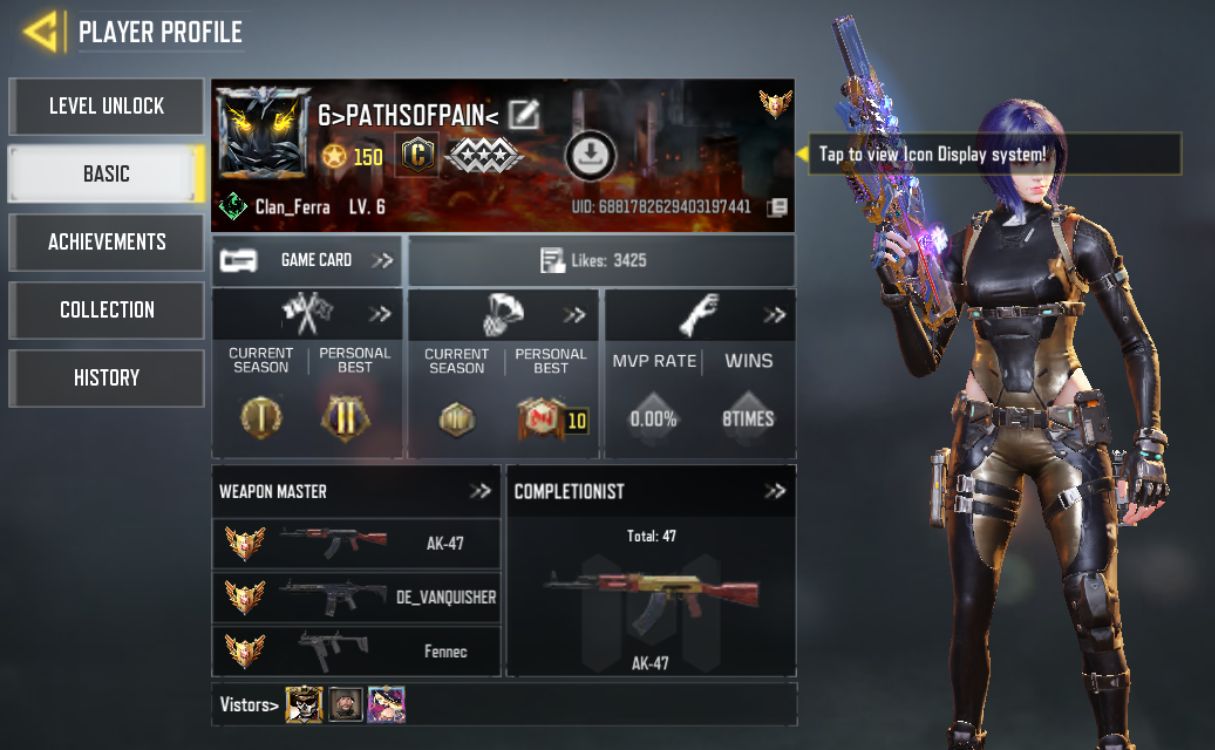 PLAYER PROFILE
LEVEL UNLOCK
BASIC
ACHIEVEMENTS
COLLECTION
HISTORY
6>PATHSOFPAIN<
150
C
Clan_Ferra LV. 6
UID: 6881782629403197441
Tap to view Icon Display system!
GAME CARD
Likes: 3425
CURRENT SEASON
PERSONAL BEST
CURRENT SEASON
PERSONAL BEST
10
MVP RATE
WINS
0.00%
8TIMES
WEAPON MASTER
AK-47
DE_VANQUISHER
Fennec
COMPLETIONIST
Total: 47
AK-47
Vistors>